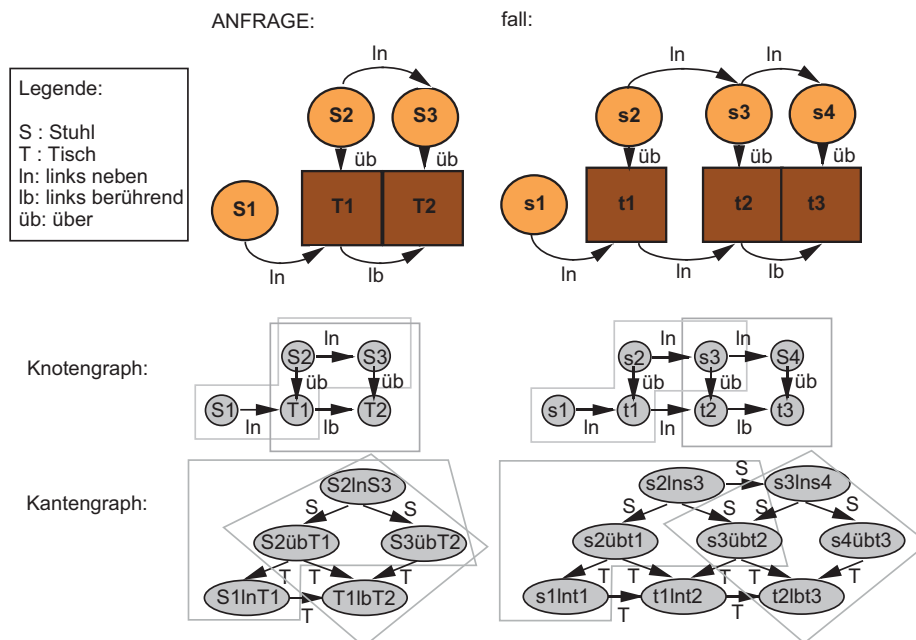 ANFRAGE:
fall:
Legende:
S : Stuhl
T : Tisch
ln: links neben
lb: links berührend
üb: über
ln
S2
S3
üb
üb
S1
T1
T2
ln
lb
ln
ln
s2
s3
s4
üb
üb
üb
s1
t1
t2
t3
ln
ln
lb
Knotengraph:
S2
ln
S3
üb
üb
S1
T1
T2
ln
lb
s2
ln
s3
ln
S4
üb
üb
üb
s1
t1
t2
t3
ln
ln
lb
Kantengraph:
S2lnS3
S
S
S2übT1
S3übT2
T
T
T
S1lnT1
T1lbT2
T
s2lns3
S
s3lns4
S
S
S
S
s2übt1
s3übt2
s4übt3
T
T
T
T
T
s1lnt1
t1lnt2
t2lbt3
T
T